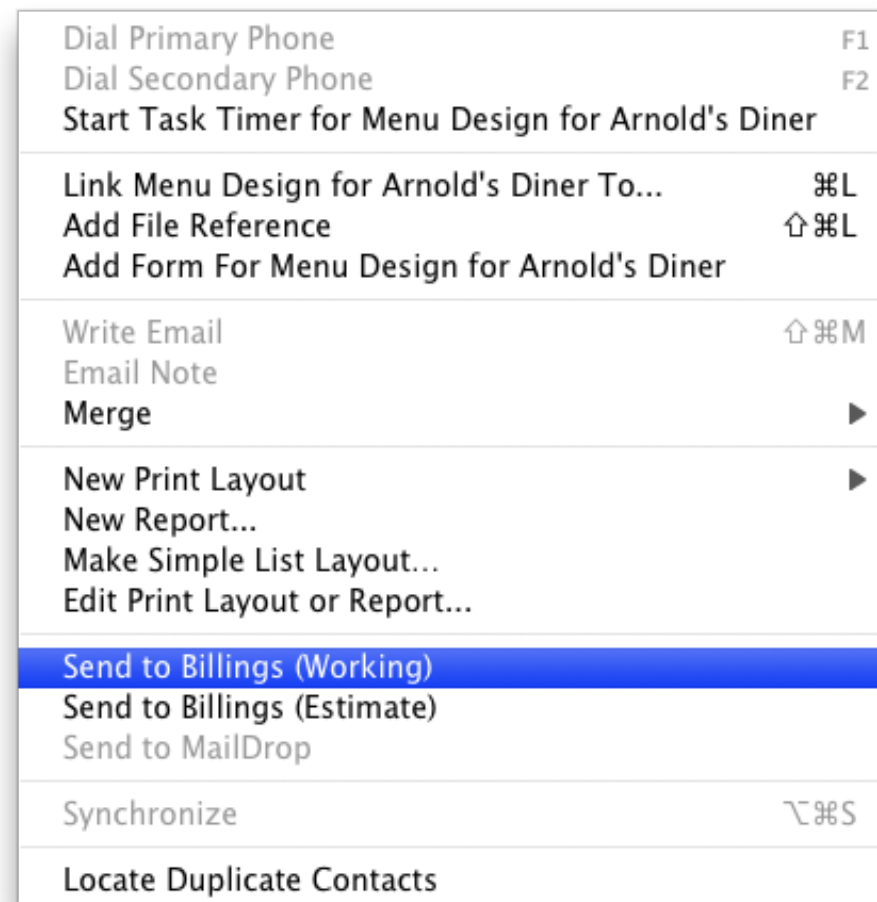 Dial Primary Phone F1
Dial Secondary Phone F2
Start Task Timer for Menu Design for Arnold's Diner
Link Menu Design for Arnold's Diner To... ⌘L
Add File Reference ⇧⌘L
Add Form For Menu Design for Arnold's Diner
Write Email ⇧⌘M
Email Note
Merge ▶
New Print Layout ▶
New Report...
Make Simple List Layout...
Edit Print Layout or Report...
Send to Billings (Working)
Send to Billings (Estimate)
Send to MailDrop
Synchronize ⌥⌘S
Locate Duplicate Contacts